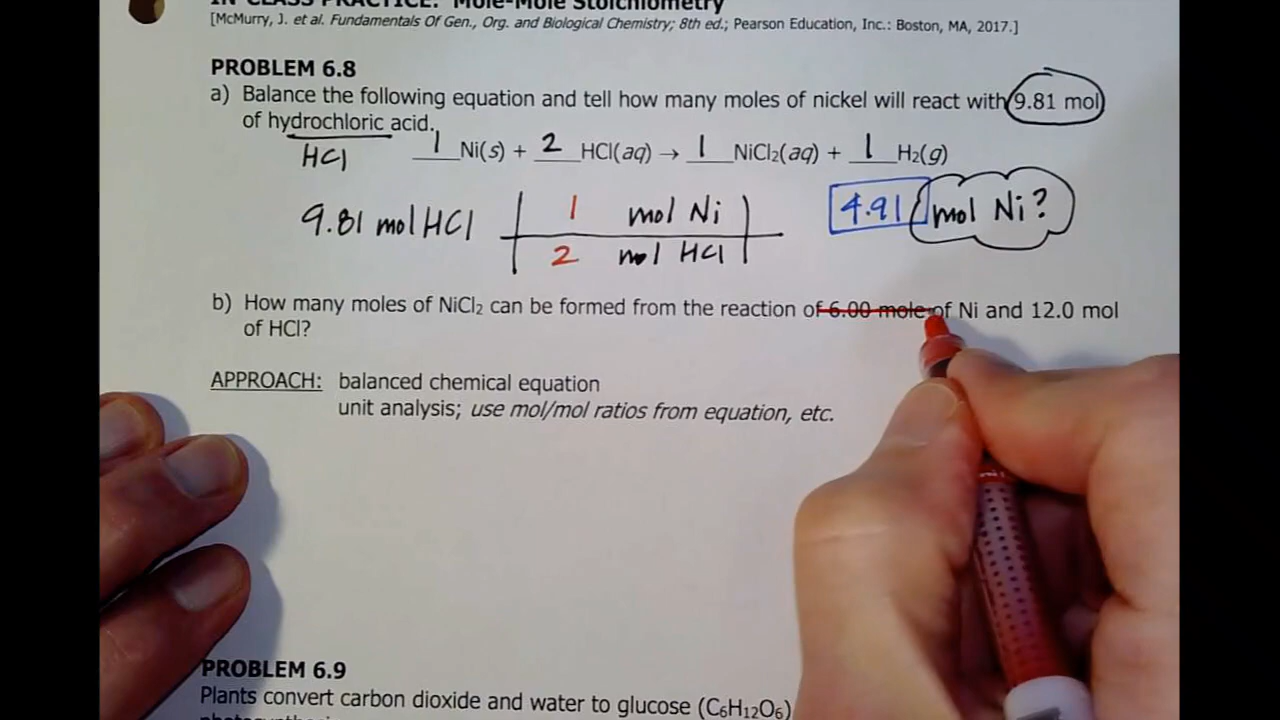 IN-CLASS PRACTICE: Mole-Mole Stoichiometry
[McMurry, J. et al. Fundamentals Of Gen., Org. and Biological Chemistry; 8th ed.; Pearson Education, Inc.: Boston, MA, 2017.]
PROBLEM 6.8
a) Balance the following equation and tell how many moles of nickel will react with 9.81 mol
of hydrochloric acid.
HCl
1 Ni(s) + 2 HCl(aq) → 1 NiCl₂(aq) + 1 H₂(g)
9.81 mol HCl 1 mol Ni 4.91 mol Ni?
2 mol HCl
b) How many moles of NiCl₂ can be formed from the reaction of 6.00 mole of Ni and 12.0 mol
of HCl?
APPROACH: balanced chemical equation
unit analysis; use mol/mol ratios from equation, etc.
PROBLEM 6.9
Plants convert carbon dioxide and water to glucose (C₆H₁₂O₆)